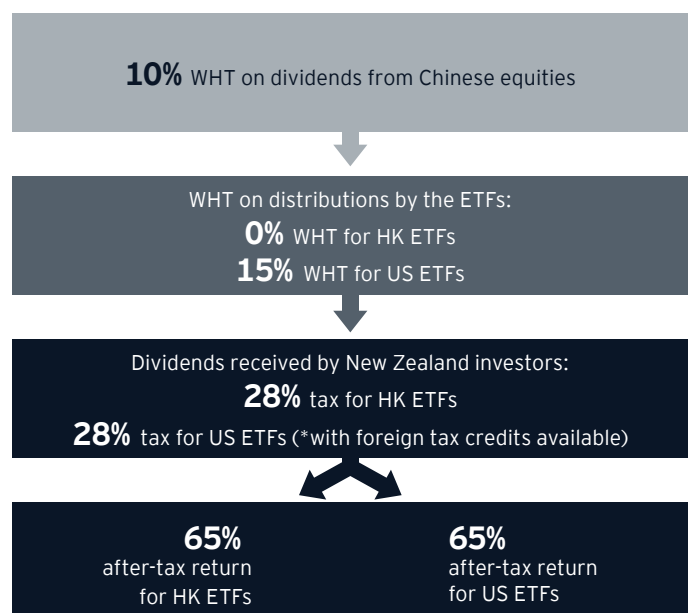 10% WHT on dividends from Chinese equities
WHT on distributions by the ETFs:
0% WHT for HK ETFs
15% WHT for US ETFs
Dividends received by New Zealand investors:
28% tax for HK ETFs
28% tax for US ETFs (*with foreign tax credits available)
65%
after-tax return
for HK ETFs
65%
after-tax return
for US ETFs